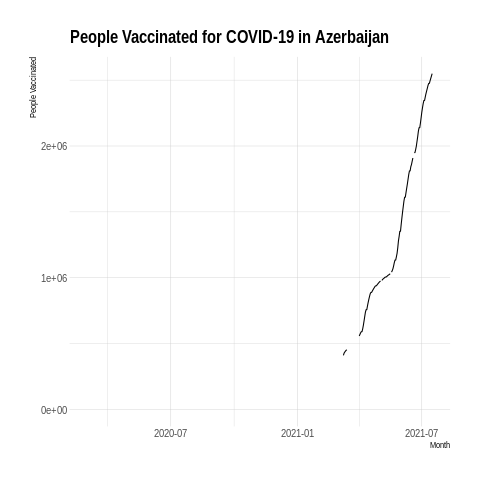 People Vaccinated for COVID-19 in Azerbaijan
People Vaccinated
2e+06
1e+06
0e+00
2020-07
2021-01
2021-07
Month